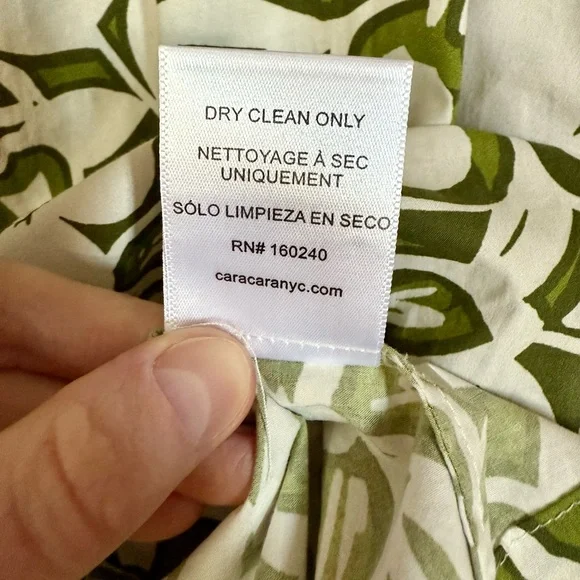 DRY CLEAN ONLY
NETTOYAGE À SEC
UNIQUEMENT
SÓLO LIMPIEZA EN SECO
RN# 160240
caracaranyc.com